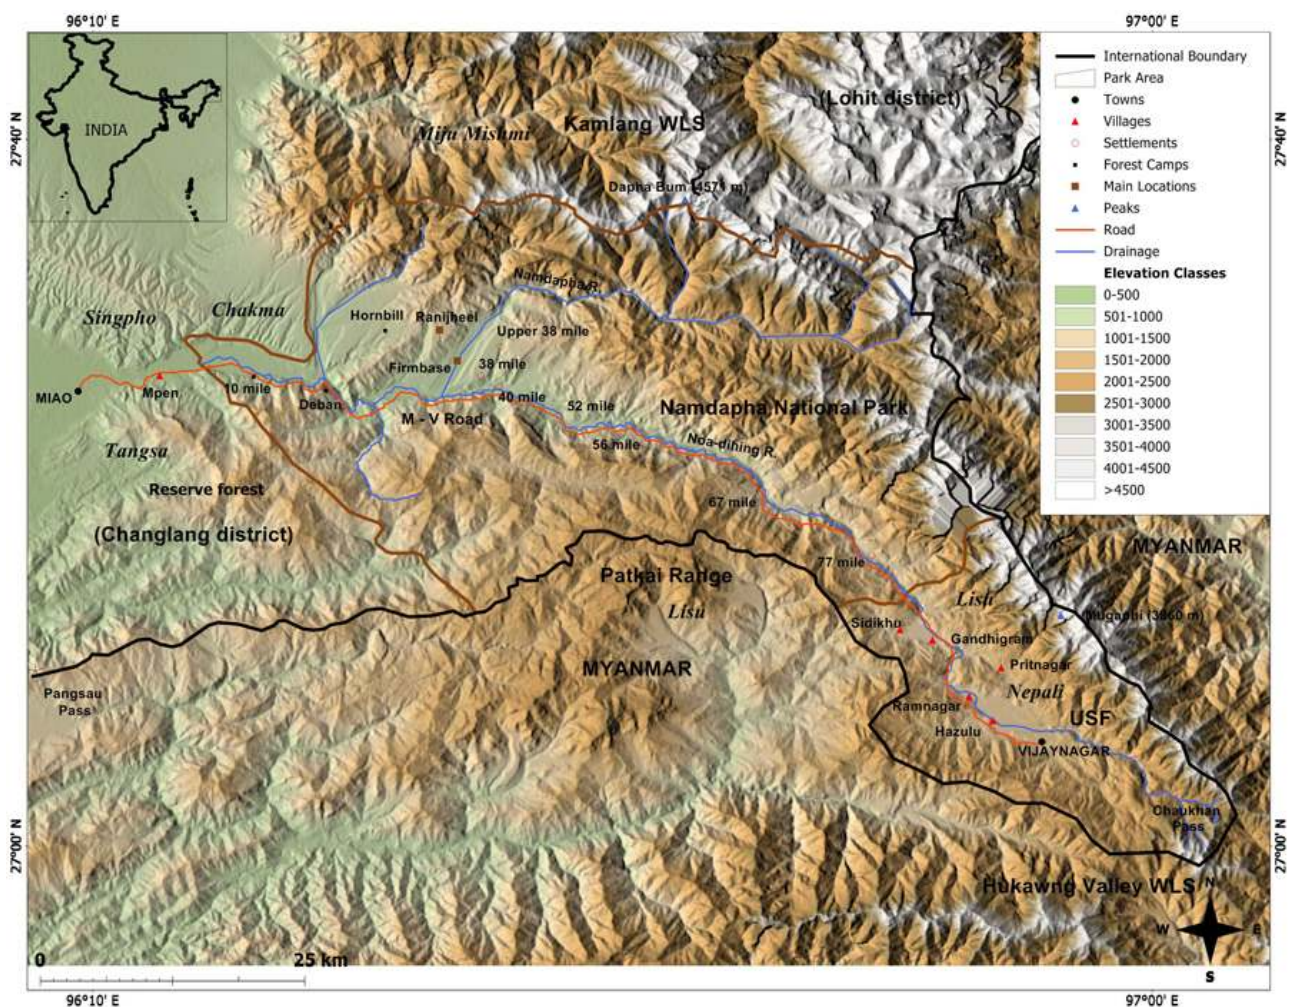 96°10' E
97°00' E
27°40' N
27°40' N
INDIA
International Boundary
Park Area
Towns
Villages
Settlements
Forest Camps
Main Locations
Peaks
Road
Drainage
Elevation Classes
0-500
501-1000
1001-1500
1501-2000
2001-2500
2501-3000
3001-3500
3501-4000
4001-4500
>4500
(Lohit district)
Kamlang WLS
Miju Mishmi
Dapha Bum (4571 m)
Namdapha R.
Singpho
Chakma
Hornbill
Ranijheel
Upper 38 mile
Firmbase
38 mile
MIAO
Mpen
10 mile
Deban
40 mile
52 mile
M - V Road
Namdapha National Park
56 mile
Noa-dihing R.
Tangsa
Reserve forest
67 mile
(Changlang district)
MYANMAR
77 mile
Patkai Range
Lisu
Lisu
Sidikhu
Gandhigram
MYANMAR
Pritnagar
Nepali
Pangsau
Pass
Ramnagar
USF
Hazulu
VIJAYNAGAR
Chaukhan
Pass
27°00' N
27°00' N
Hukawng Valley WLS
N
W
E
S
0
25 km
96°10' E
97°00' E